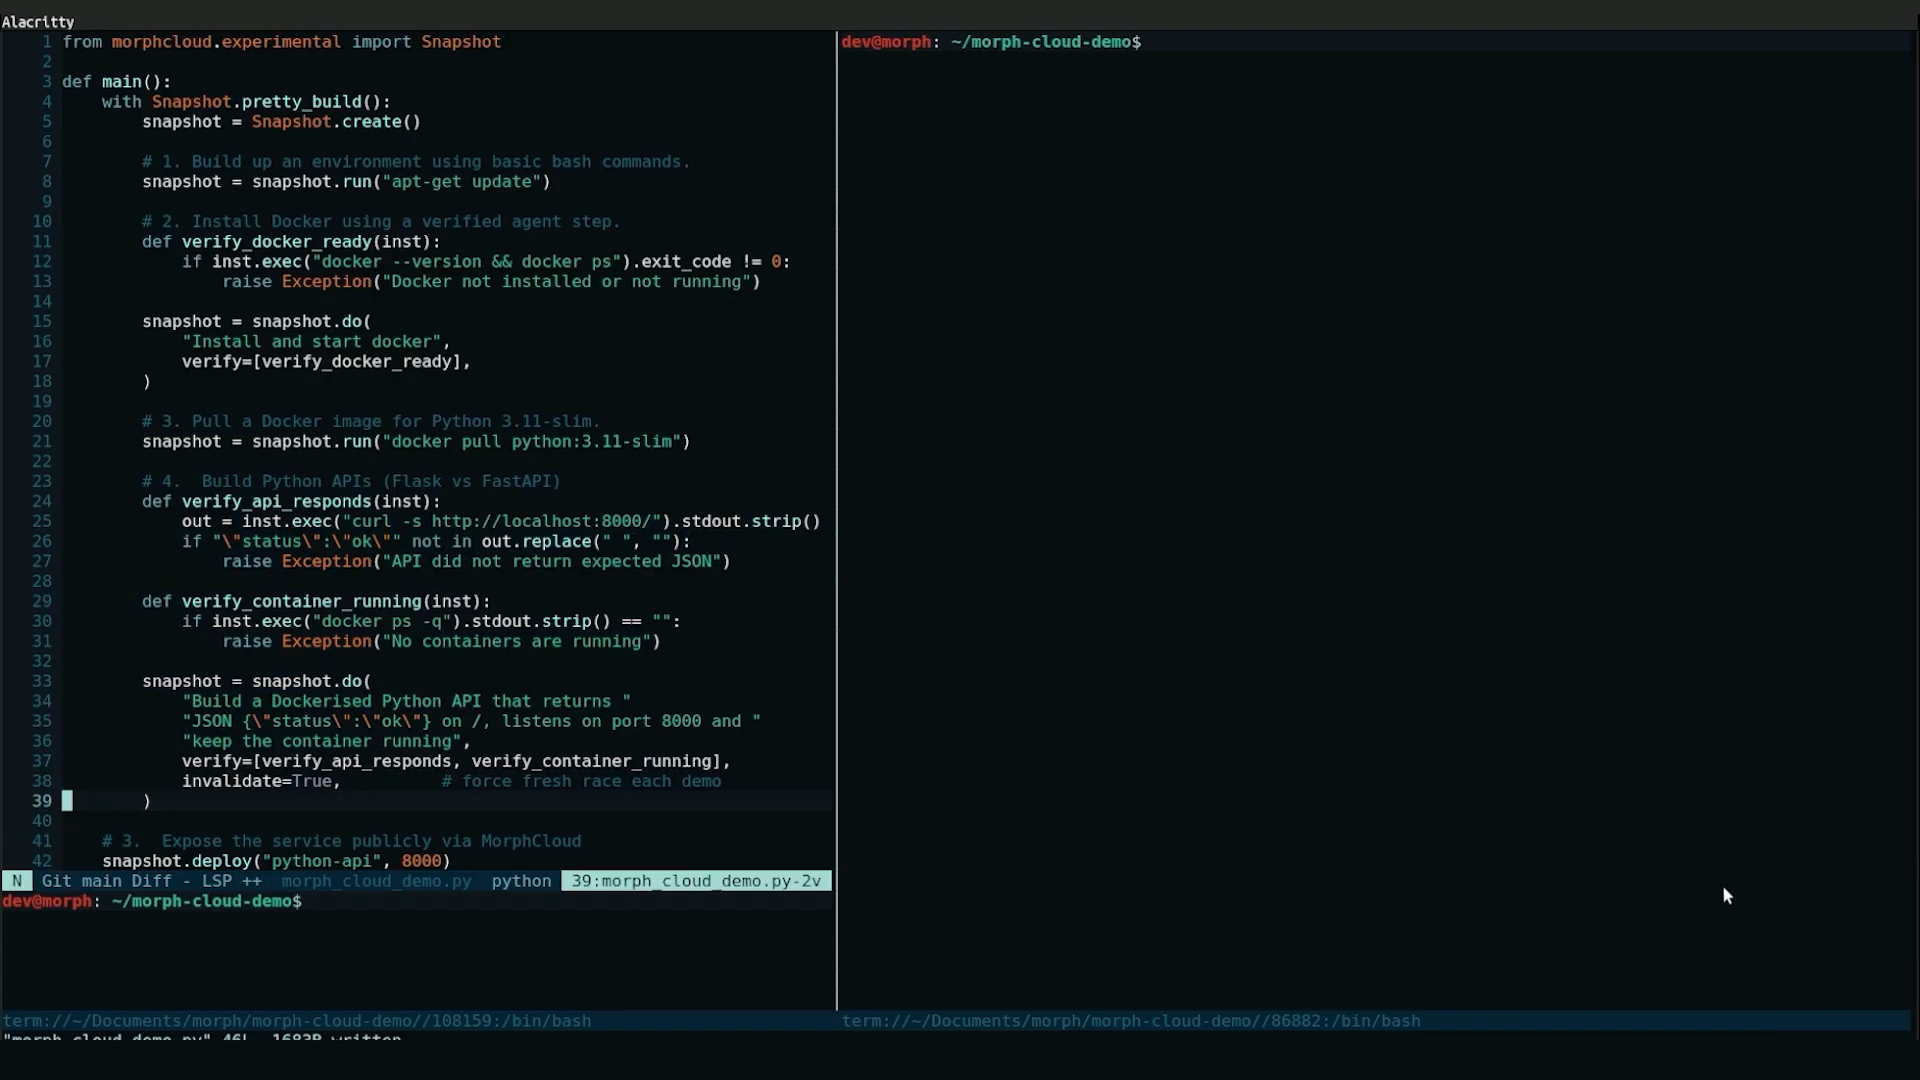 Alacritty
1 from morphcloud.experimental import Snapshot
2
3 def main():
4     with Snapshot.pretty_build():
5         snapshot = Snapshot.create()
6
7         # 1. Build up an environment using basic bash commands.
8         snapshot = snapshot.run("apt-get update")
9
10         # 2. Install Docker using a verified agent step.
11         def verify_docker_ready(inst):
12             if inst.exec("docker --version && docker ps").exit_code != 0:
13                 raise Exception("Docker not installed or not running")
14
15         snapshot = snapshot.do(
16             "Install and start docker",
17             verify=[verify_docker_ready],
18         )
19
20         # 3. Pull a Docker image for Python 3.11-slim.
21         snapshot = snapshot.run("docker pull python:3.11-slim")
22
23         # 4.  Build Python APIs (Flask vs FastAPI)
24         def verify_api_responds(inst):
25             out = inst.exec("curl -s http://localhost:8000/").stdout.strip()
26             if "\"status\":\"ok\"" not in out.replace(" ", ""):
27                 raise Exception("API did not return expected JSON")
28
29         def verify_container_running(inst):
30             if inst.exec("docker ps -q").stdout.strip() == "":
31                 raise Exception("No containers are running")
32
33         snapshot = snapshot.do(
34             "Build a Dockerised Python API that returns "
35             "JSON {\"status\":\"ok\"} on /, listens on port 8000 and "
36             "keep the container running",
37             verify=[verify_api_responds, verify_container_running],
38             invalidate=True,          # force fresh race each demo
39         )
40
41     # 3.  Expose the service publicly via MorphCloud
42     snapshot.deploy("python-api", 8000)
N Git main Diff - LSP ++ morph_cloud_demo.py python 39:morph_cloud_demo.py-2v
dev@morph: ~/morph-cloud-demo$
term://~/Documents/morph/morph-cloud-demo//108159:/bin/bash
"morph_cloud_demo.py" 46L, 1683B written
dev@morph: ~/morph-cloud-demo$
term://~/Documents/morph/morph-cloud-demo//86882:/bin/bash